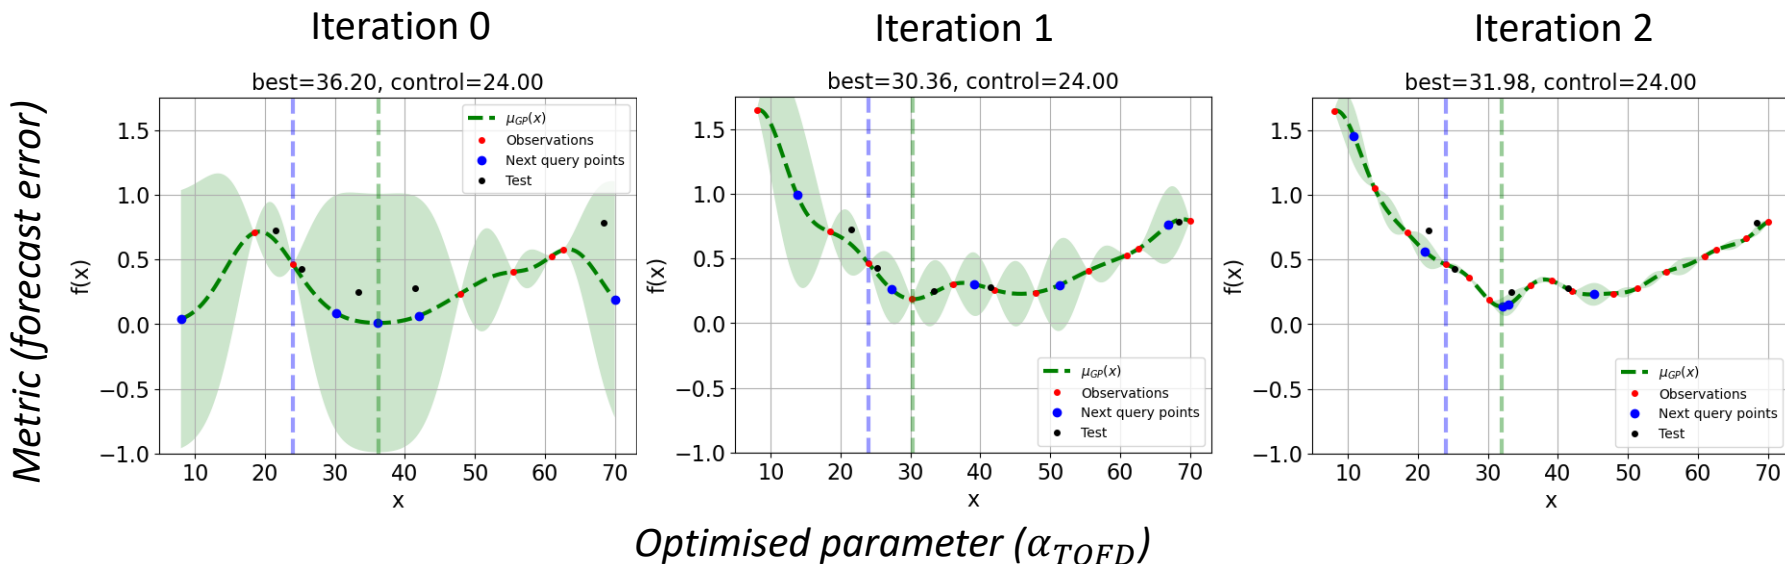 Iteration 0
Iteration 1
Iteration 2
best=36.20, control=24.00
best=30.36, control=24.00
best=31.98, control=24.00
Metric (forecast error)
f(x)
1.5
1.0
0.5
0.0
−0.5
−1.0
10 20 30 40 50 60 70
x
μGP(x)
Observations
Next query points
Test
f(x)
1.5
1.0
0.5
0.0
−0.5
−1.0
10 20 30 40 50 60 70
x
μGP(x)
Observations
Next query points
Test
f(x)
1.5
1.0
0.5
0.0
−0.5
−1.0
10 20 30 40 50 60 70
x
μGP(x)
Observations
Next query points
Test
Optimised parameter (αTOFD)